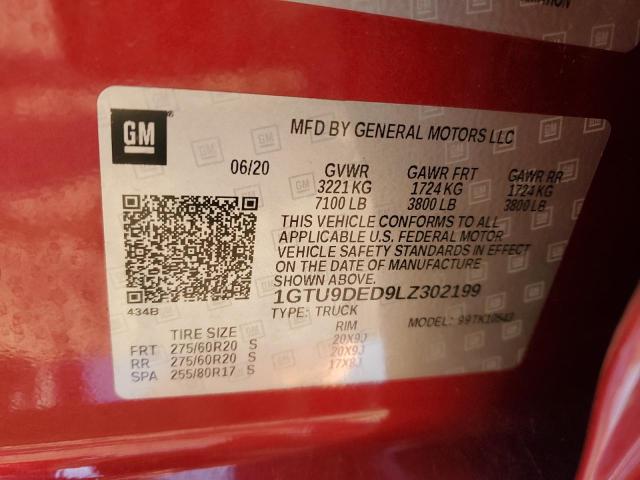 GM
MFD BY GENERAL MOTORS LLC
06/20 GVWR GAWR FRT GAWR RR
3221 KG 1724 KG 1724 KG
7100 LB 3800 LB 3800 LB
THIS VEHICLE CONFORMS TO ALL
APPLICABLE U.S. FEDERAL MOTOR
VEHICLE SAFETY STANDARDS IN EFFECT
ON THE DATE OF MANUFACTURE
SHOWN ABOVE.
1GTU9DED9LZ302199
434B
TYPE: TRUCK MODEL: 99TK10543
TIRE SIZE RIM
FRT 275/60R20 S 20X9J
RR 275/60R20 S 20X9J
SPA 255/80R17 S 17X8J